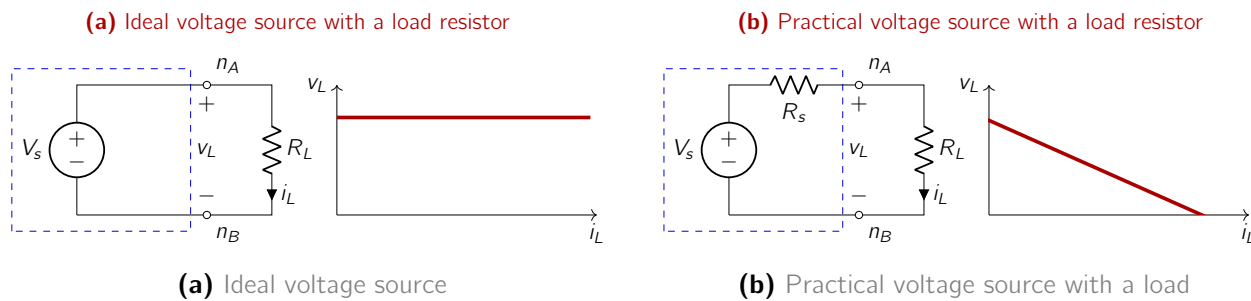 (a) Ideal voltage source with a load resistor
(b) Practical voltage source with a load resistor
n_A
+
V_s
+
−
v_L
−
R_L
i_L
n_B
v_L
i_L
R_s
n_A
+
V_s
+
−
v_L
−
R_L
i_L
n_B
v_L
i_L
(a) Ideal voltage source
(b) Practical voltage source with a load